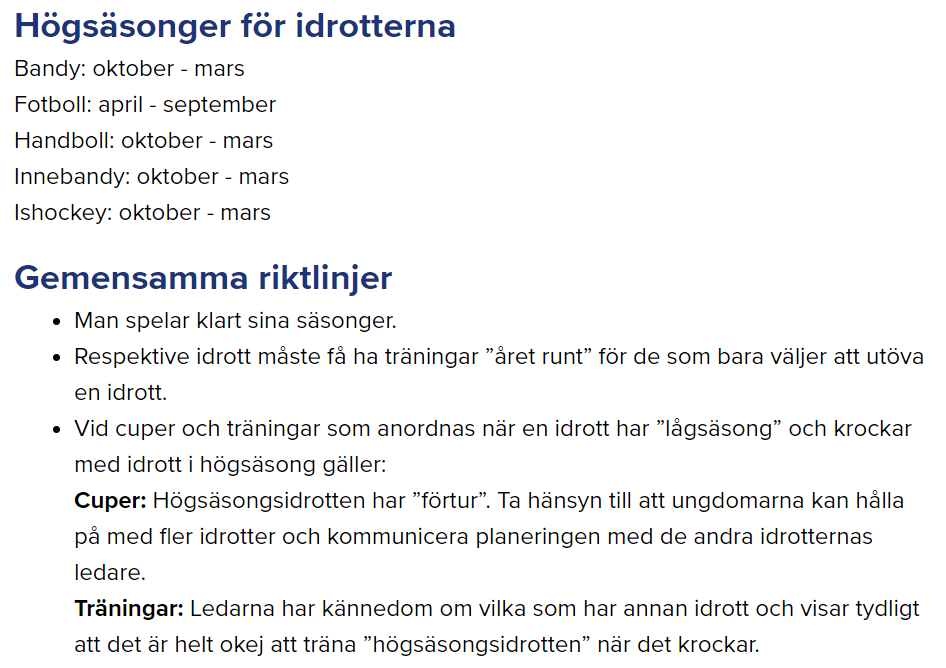 Högsäsonger för idrotterna
Bandy: oktober - mars
Fotboll: april - september
Handboll: oktober - mars
Innebandy: oktober - mars
Ishockey: oktober - mars
Gemensamma riktlinjer
• Man spelar klart sina säsonger.
• Respektive idrott måste få ha träningar ”året runt” för de som bara väljer att utöva
en idrott.
• Vid cuper och träningar som anordnas när en idrott har ”lågsäsong” och krockar
med idrott i högsäsong gäller:
Cuper: Högsäsongsidrotten har ”förtur”. Ta hänsyn till att ungdomarna kan hålla
på med fler idrotter och kommunicera planeringen med de andra idrotternas
ledare.
Träningar: Ledarna har kännedom om vilka som har annan idrott och visar tydligt
att det är helt okej att träna ”högsäsongsidrotten” när det krockar.